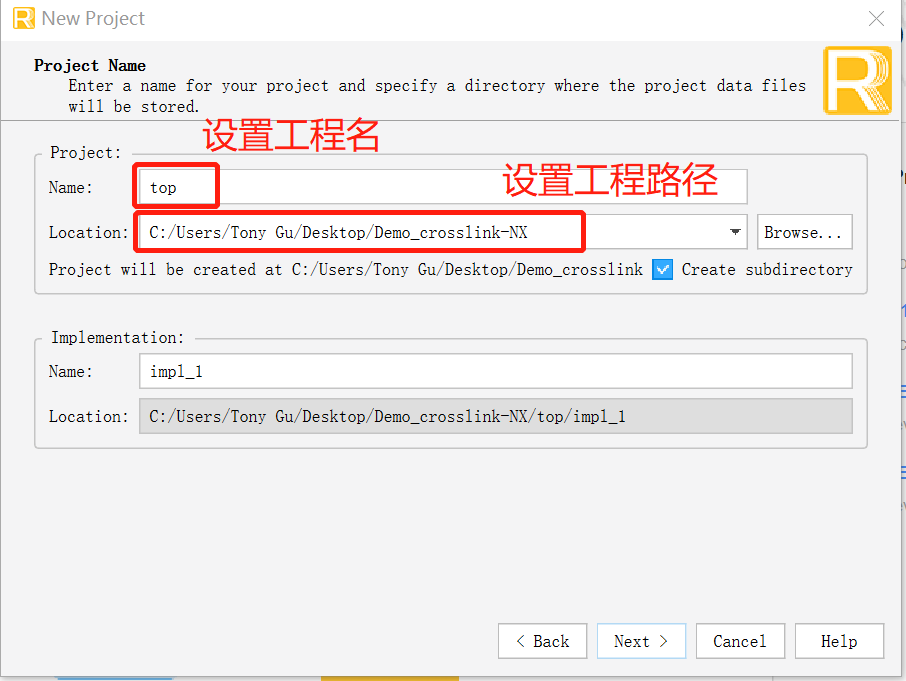 New Project
Project Name
Enter a name for your project and specify a directory where the project data files
will be stored.
设置工程名
Project:
设置工程路径
Name: top
Location: C:/Users/Tony Gu/Desktop/Demo_crosslink-NX Browse...
Project will be created at C:/Users/Tony Gu/Desktop/Demo_crosslink Create subdirectory
Implementation:
Name: impl_1
Location: C:/Users/Tony Gu/Desktop/Demo_crosslink-NX/top/impl_1
< Back Next > Cancel Help